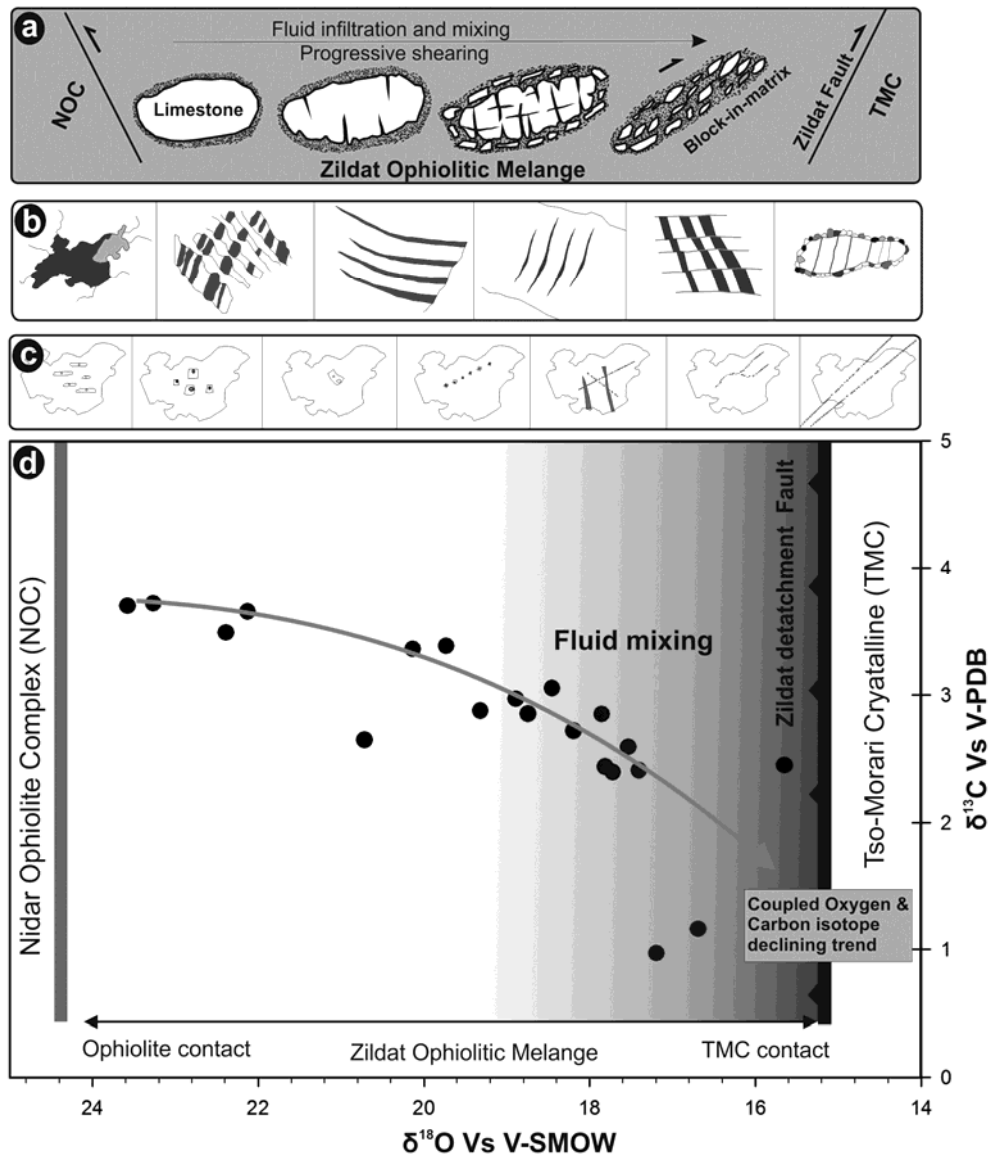 a
Fluid infiltration and mixing
Progressive shearing
NOC
Limestone
Block-in-matrix
Zildat Fault
TMC
Zildat Ophiolitic Melange
b
c
d
Nidar Ophiolite Complex (NOC)
Fluid mixing
Zildat detatchment Fault
Tso-Morari Cryatalline (TMC)
Coupled Oxygen &
Carbon isotope
declining trend
Ophiolite contact
Zildat Ophiolitic Melange
TMC contact
5
4
3
2
1
0
δ¹³C Vs V-PDB
24
22
20
18
16
14
δ¹⁸O Vs V-SMOW